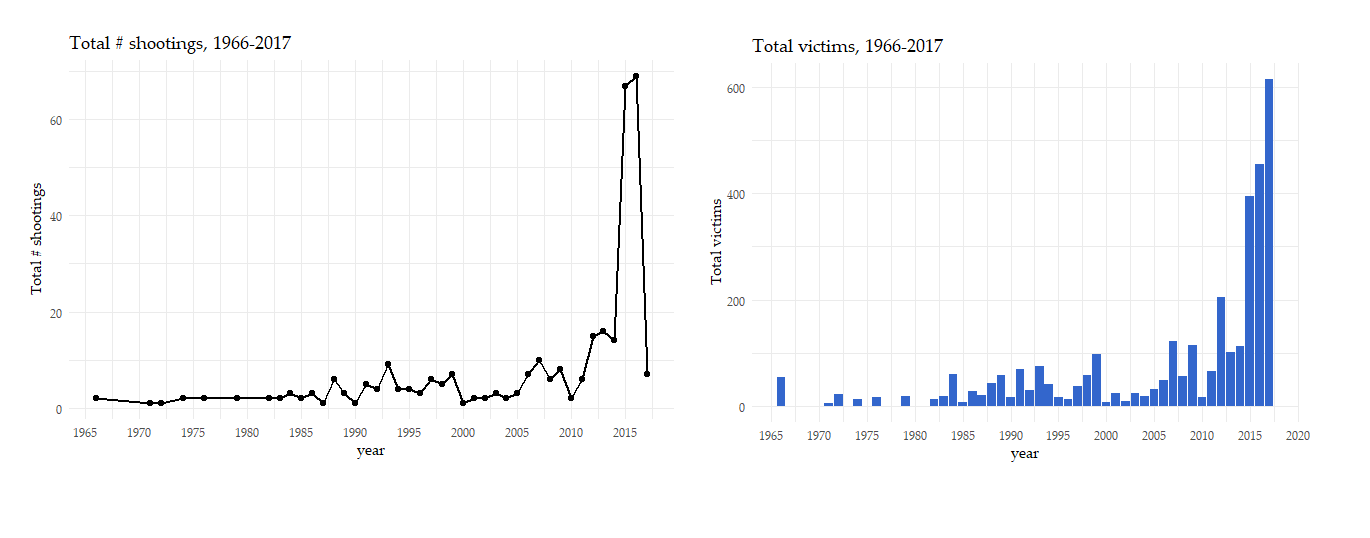 Total # shootings, 1966-2017
Total # shootings
60
40
20
0
1965 1970 1975 1980 1985 1990 1995 2000 2005 2010 2015
year
Total victims, 1966-2017
Total victims
600
400
200
0
1965 1970 1975 1980 1985 1990 1995 2000 2005 2010 2015 2020
year